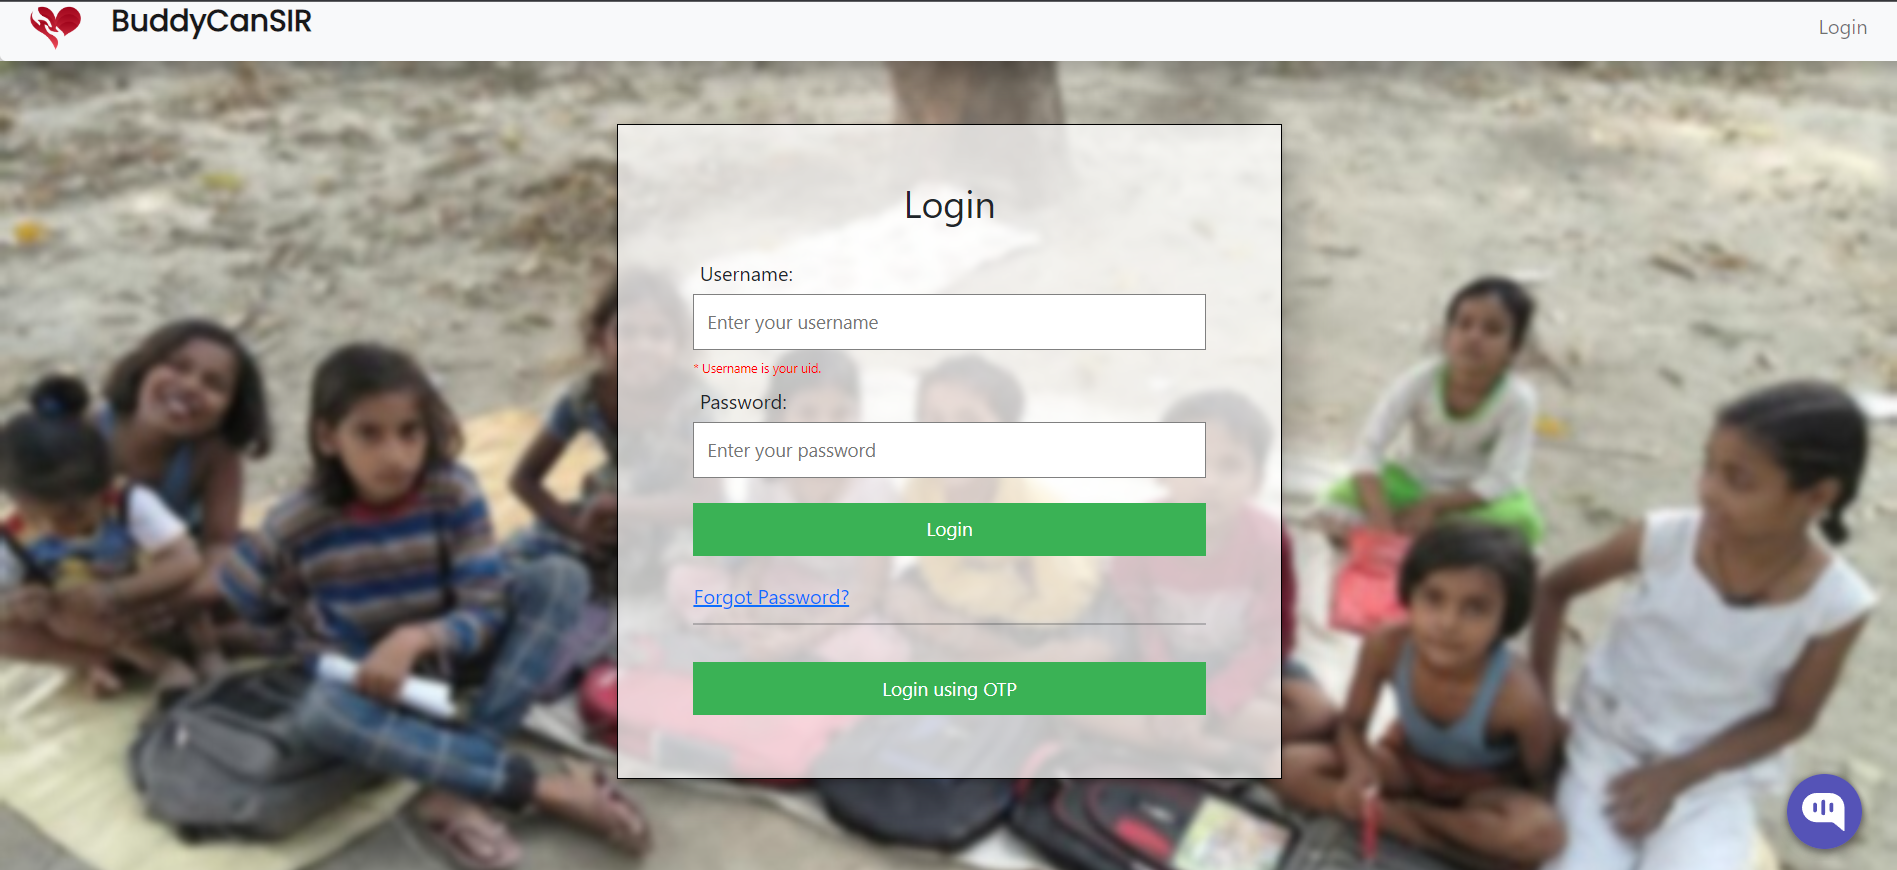 BuddyCanSIR
Login
Login
Username:
Enter your username
* Username is your uid.
Password:
Enter your password
Login
Forgot Password?
Login using OTP